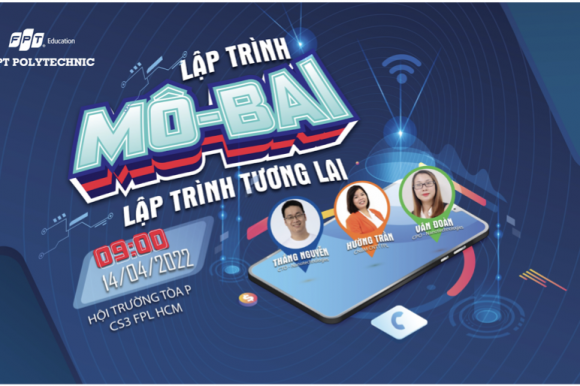 FPT Education
PT POLYTECHNIC
LẬP TRÌNH
MÔ-BAI
LẬP TRÌNH TƯƠNG LAI
09:00
14/04/2022
HỘI TRƯỜNG TÒA P
CS3 FPL HCM
THẮNG NGUYỄN
HƯƠNG TRẦN
VÂN ĐOÀN
C